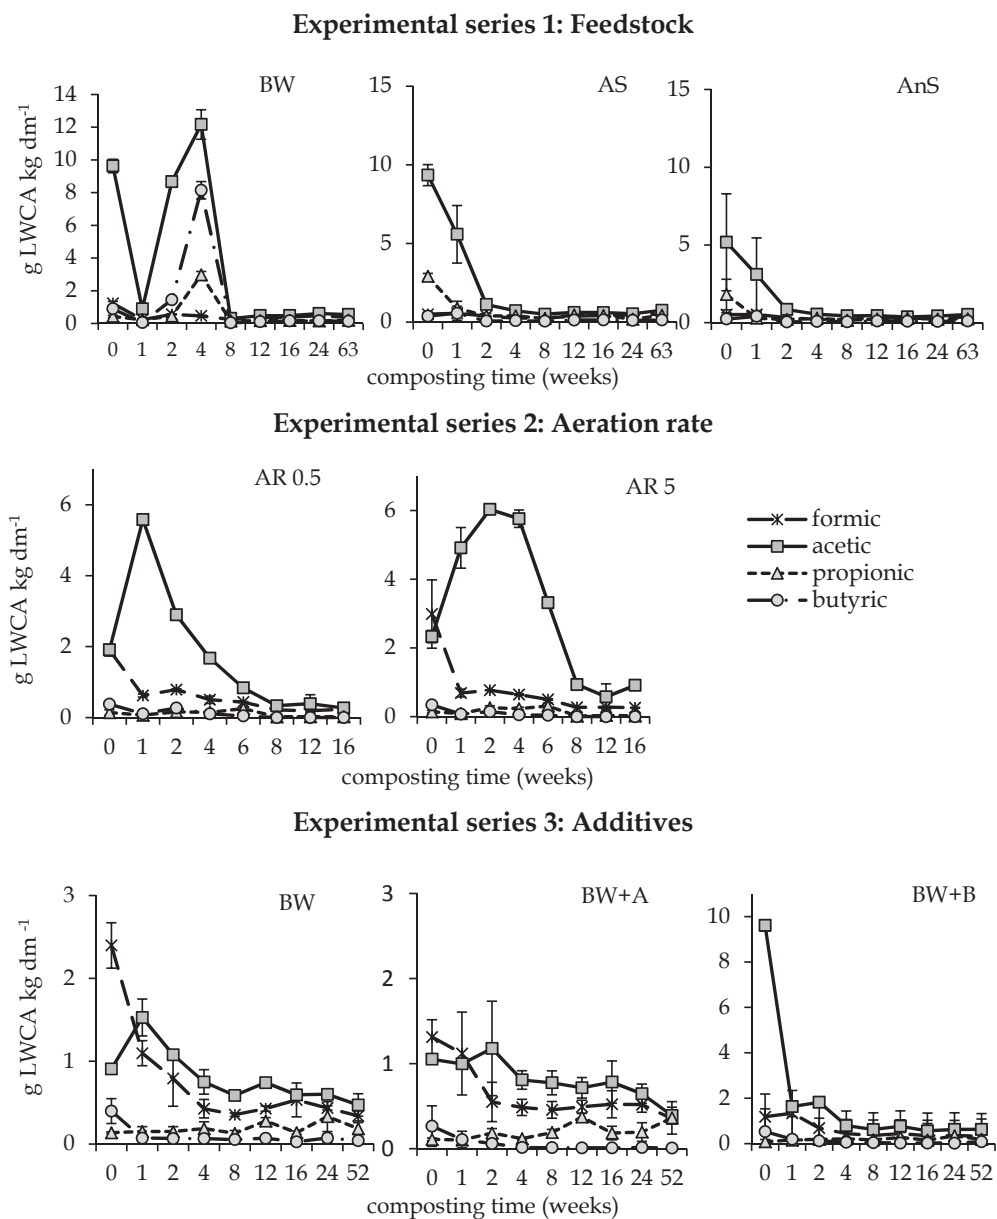 Experimental series 1: Feedstock
BW
AS
AnS
g LWCA kg dm-1
14
12
10
8
6
4
2
0
15
10
5
0
15
10
5
0
0 1 2 4 8 12 16 24 63
0 1 2 4 8 12 16 24 63
0 1 2 4 8 12 16 24 63
composting time (weeks)
Experimental series 2: Aeration rate
AR 0.5
AR 5
g LWCA kg dm-1
6
4
2
0
6
4
2
0
formic
acetic
propionic
butyric
0 1 2 4 6 8 12 16
0 1 2 4 6 8 12 16
composting time (weeks)
Experimental series 3: Additives
BW
BW+A
BW+B
g LWCA kg dm -1
3
2
1
0
3
2
1
0
10
8
6
4
2
0
0 1 2 4 8 12 16 24 52
0 1 2 4 8 12 16 24 52
0 1 2 4 8 12 16 24 52
composting time (weeks)